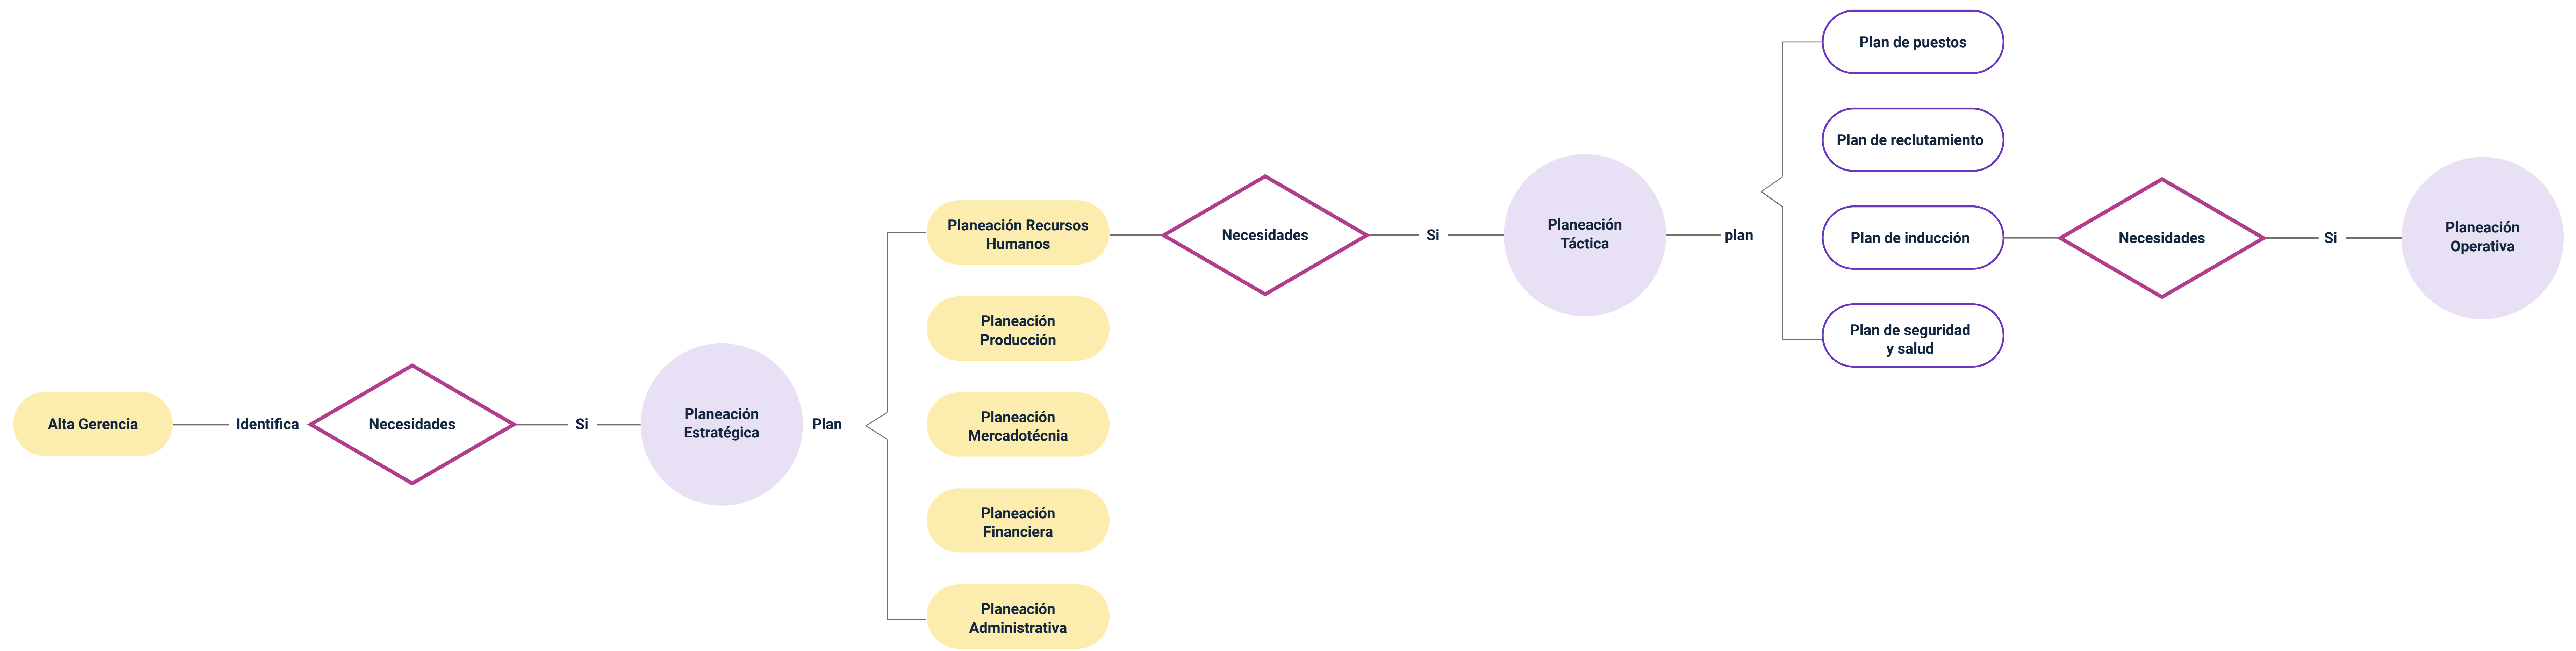 Alta Gerencia
Identifica
Necesidades
Si
Planeación
Estratégica
Plan
Planeación Recursos
Humanos
Planeación
Producción
Planeación
Mercadotécnia
Planeación
Financiera
Planeación
Administrativa
Necesidades
Si
Planeación
Táctica
plan
Plan de puestos
Plan de reclutamiento
Plan de inducción
Plan de seguridad
y salud
Necesidades
Si
Planeación
Operativa